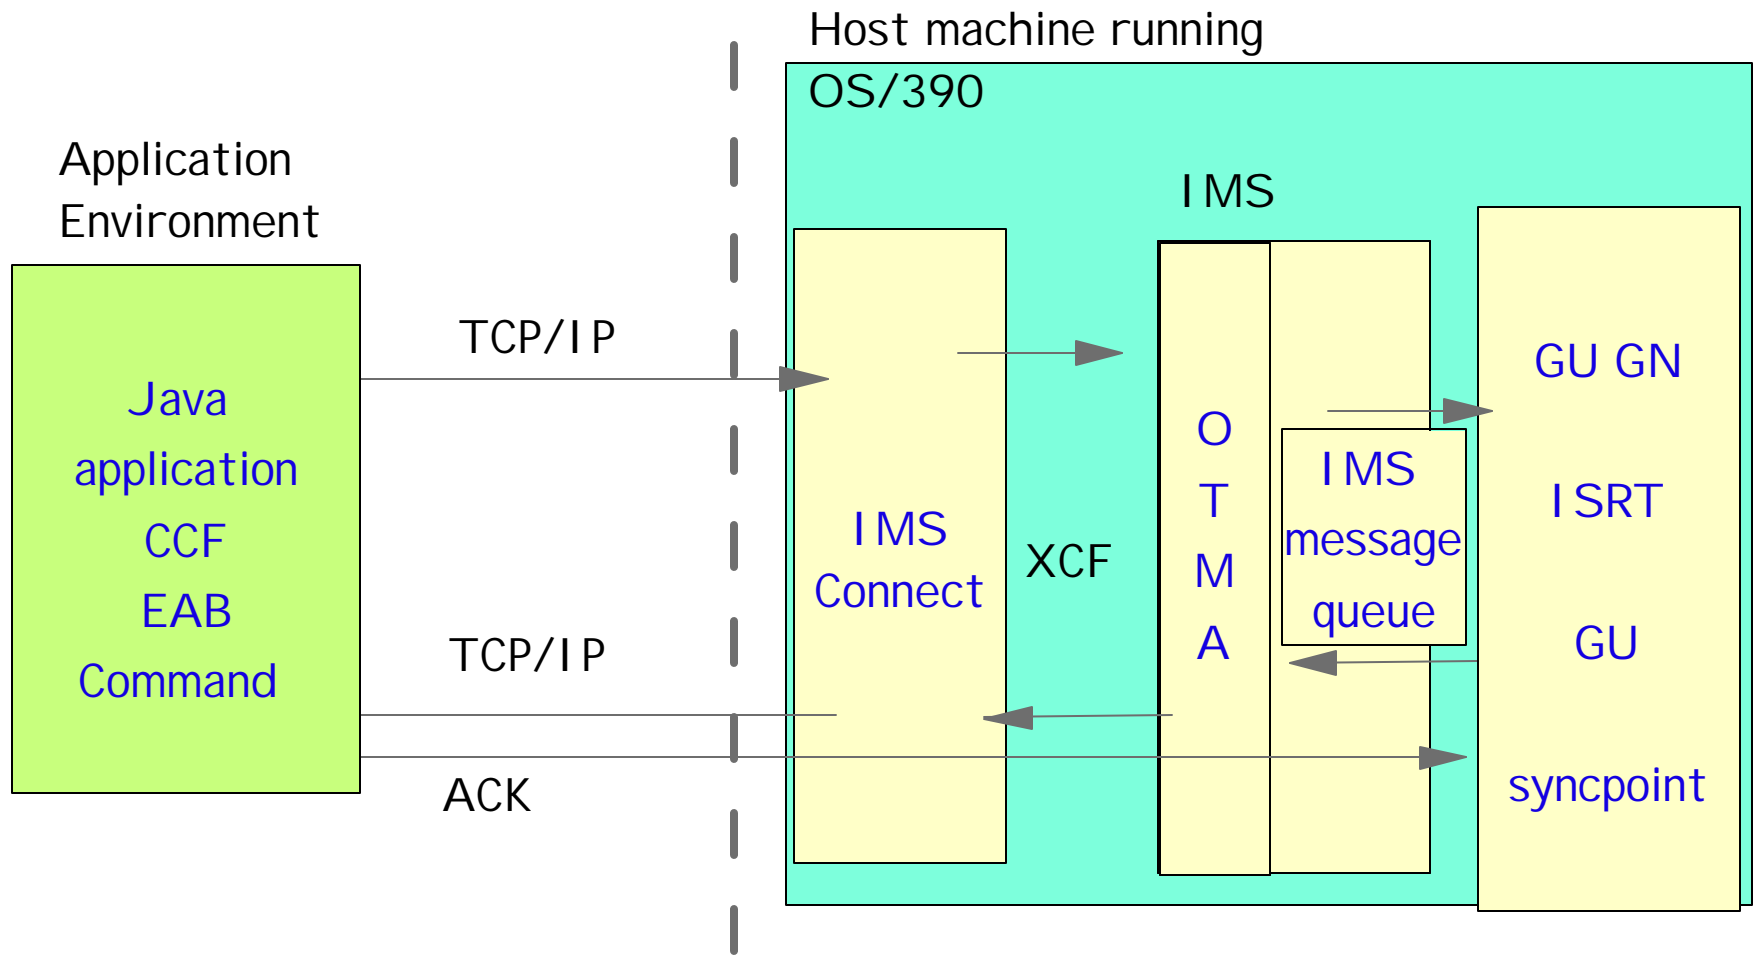 Host machine running
OS/390
Application
Environment
IMS
TCP/IP
Java
application
CCF
EAB
Command
TCP/IP
ACK
IMS
Connect
XCF
O
T
M
A
IMS
message
queue
GU GN
ISRT
GU
syncpoint